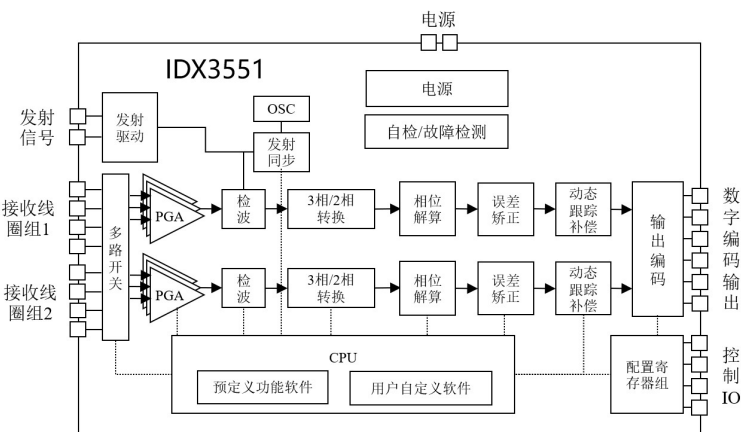 电源
IDX3551
发射
信号
发射
驱动
OSC
发射
同步
电源
自检/故障检测
接收线
圈组1
接收线
圈组2
多
路
开
关
PGA
检
波
3相/2相
转换
相位
解算
误差
矫正
动态
跟踪
补偿
PGA
检
波
3相/2相
转换
相位
解算
误差
矫正
动态
跟踪
补偿
输
出
编
码
数
字
编
码
输
出
CPU
预定义功能软件
用户自定义软件
配置寄
存器组
控
制
IO